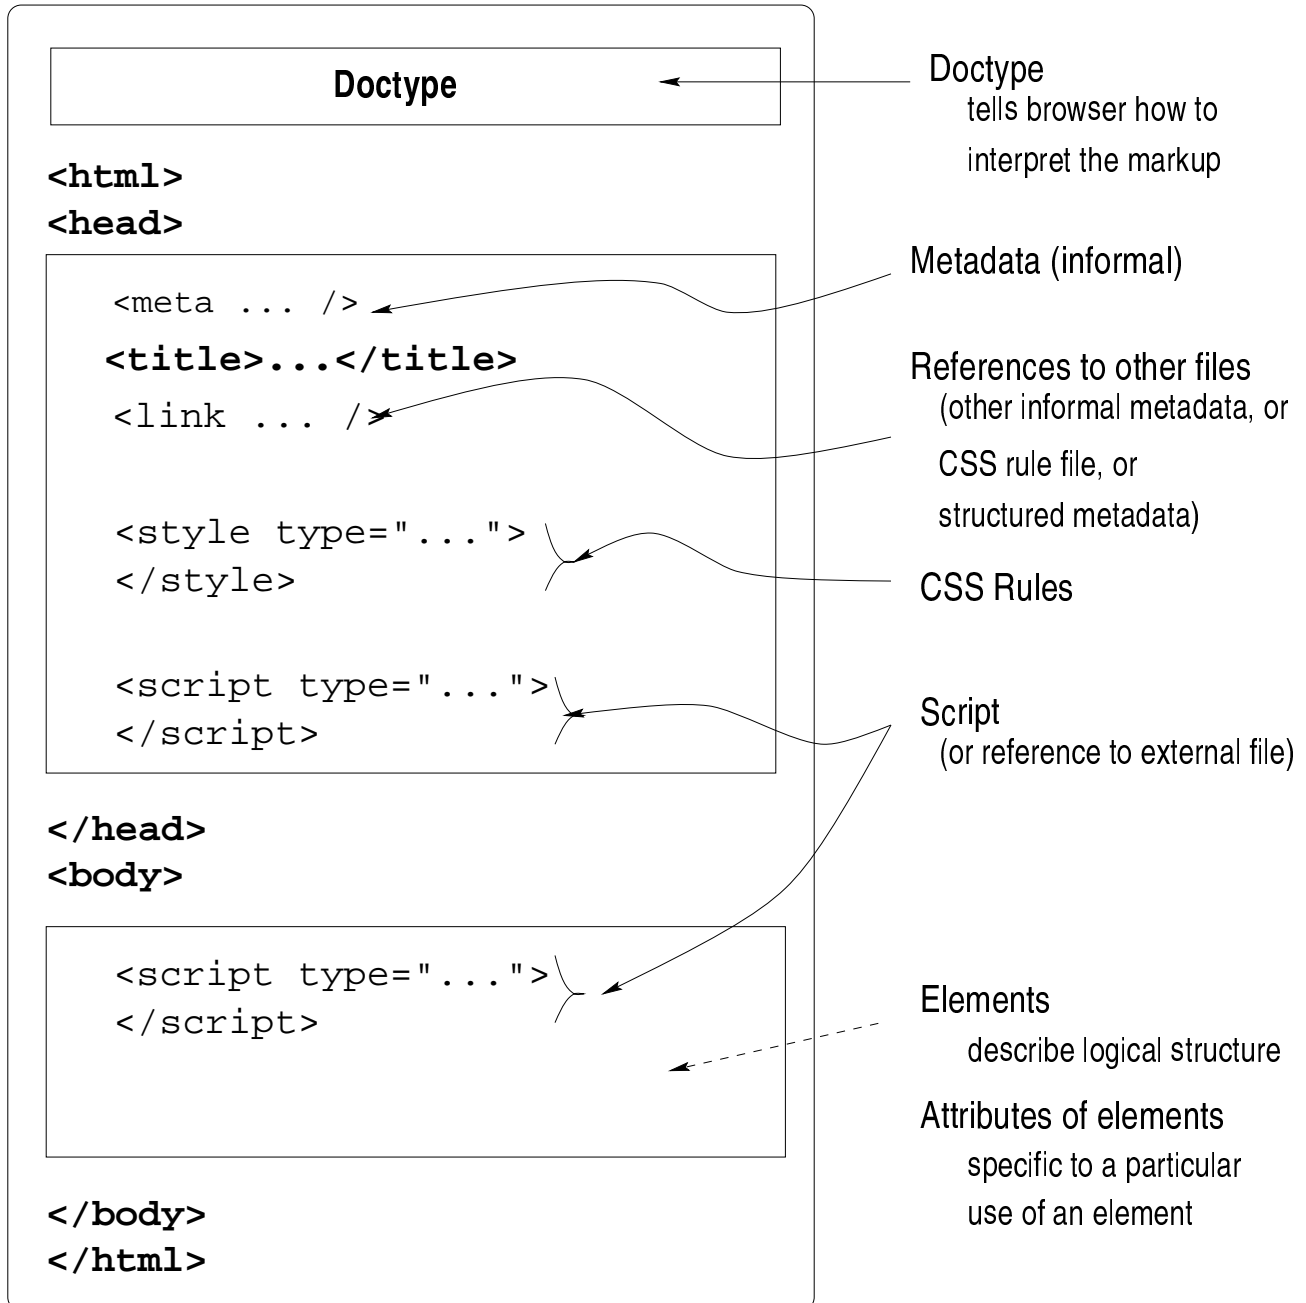 Doctype
<html>
<head>
<meta ... />
<title>...</title>
<link ... />
<style type="...">
</style>
<script type="...">
</script>
</head>
<body>
<script type="...">
</script>
</body>
</html>
Doctype
tells browser how to
interpret the markup
Metadata (informal)
References to other files
(other informal metadata, or
CSS rule file, or
structured metadata)
CSS Rules
Script
(or reference to external file)
Elements
describe logical structure
Attributes of elements
specific to a particular
use of an element